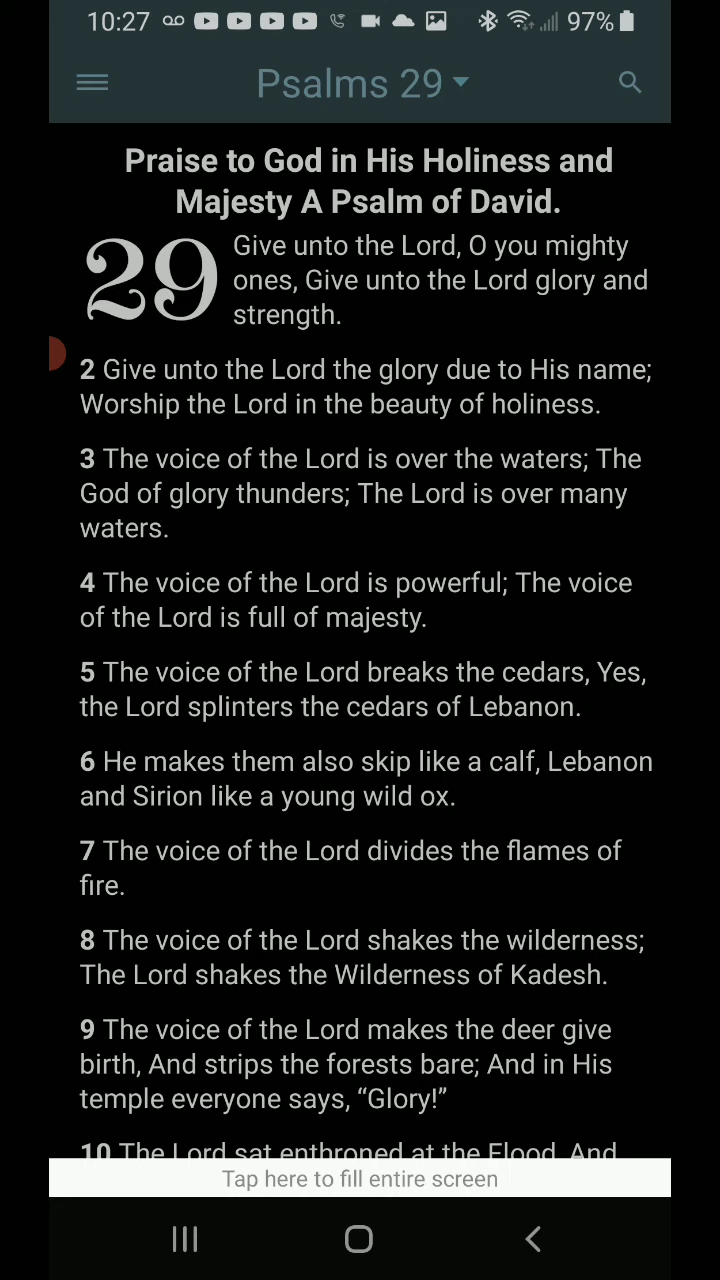 10:27 97%
Psalms 29
Praise to God in His Holiness and
Majesty A Psalm of David.
29 Give unto the Lord, O you mighty
ones, Give unto the Lord glory and
strength.
2 Give unto the Lord the glory due to His name;
Worship the Lord in the beauty of holiness.
3 The voice of the Lord is over the waters; The
God of glory thunders; The Lord is over many
waters.
4 The voice of the Lord is powerful; The voice
of the Lord is full of majesty.
5 The voice of the Lord breaks the cedars, Yes,
the Lord splinters the cedars of Lebanon.
6 He makes them also skip like a calf, Lebanon
and Sirion like a young wild ox.
7 The voice of the Lord divides the flames of
fire.
8 The voice of the Lord shakes the wilderness;
The Lord shakes the Wilderness of Kadesh.
9 The voice of the Lord makes the deer give
birth, And strips the forests bare; And in His
temple everyone says, “Glory!”
10 The Lord sat enthroned at the Flood, And
Tap here to fill entire screen